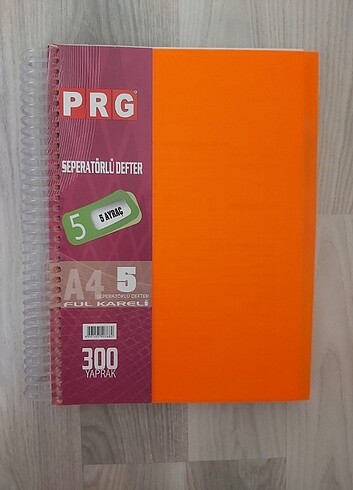 PRG
SEPERATÖRLÜ DEFTER
5
5 AYRAÇ
A4 5
SEPERATÖRLÜ DEFTER
FUL KARELİ
300
YAPRAK